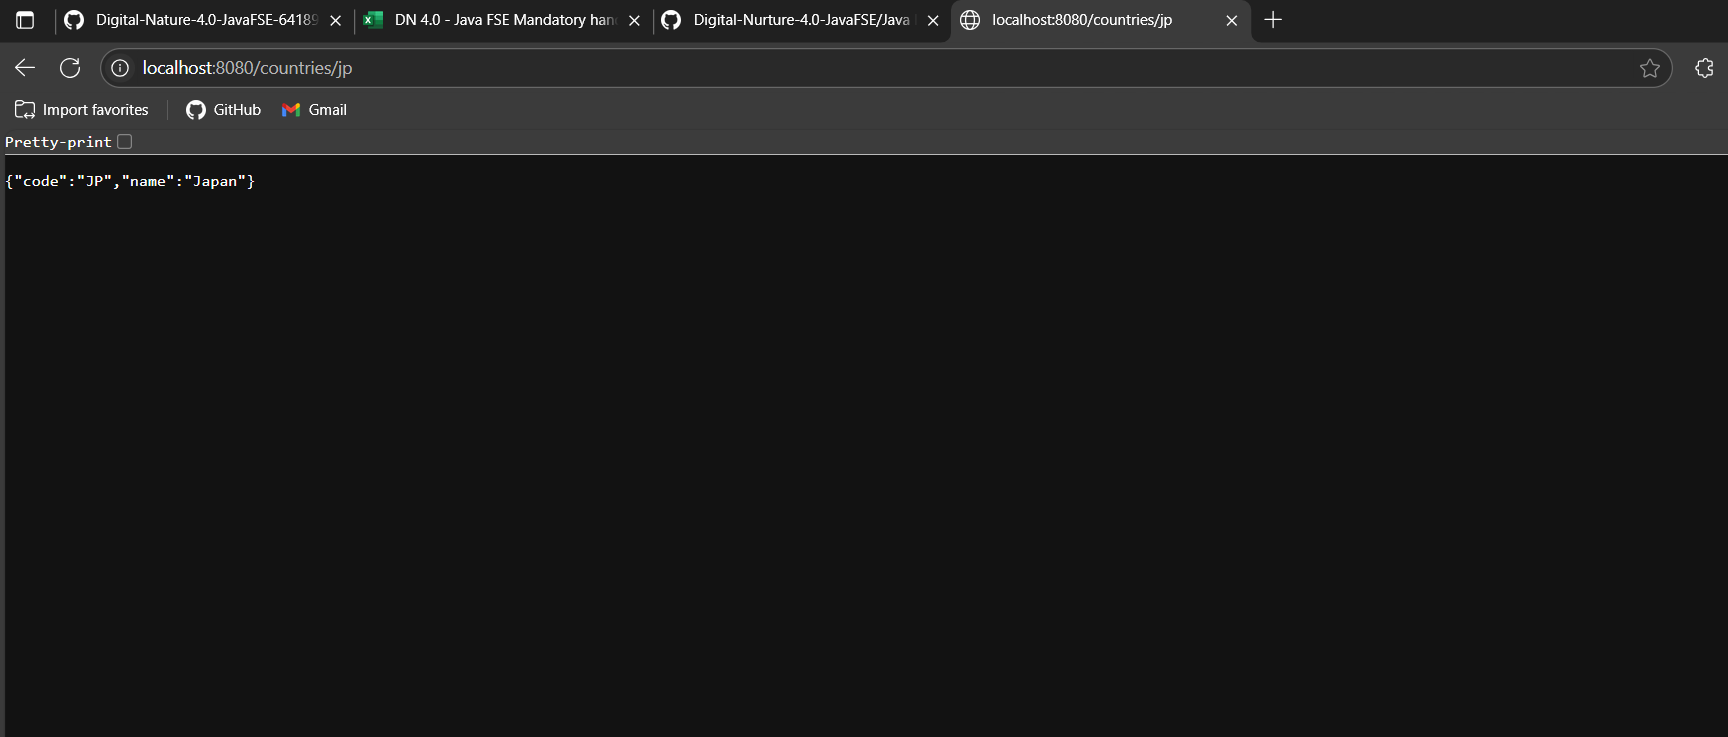 Digital-Nature-4.0-JavaFSE-64189
DN 4.0 - Java FSE Mandatory han
Digital-Nurture-4.0-JavaFSE/Java
localhost:8080/countries/jp
localhost:8080/countries/jp
Import favorites
GitHub
Gmail
Pretty-print
{"code":"JP","name":"Japan"}